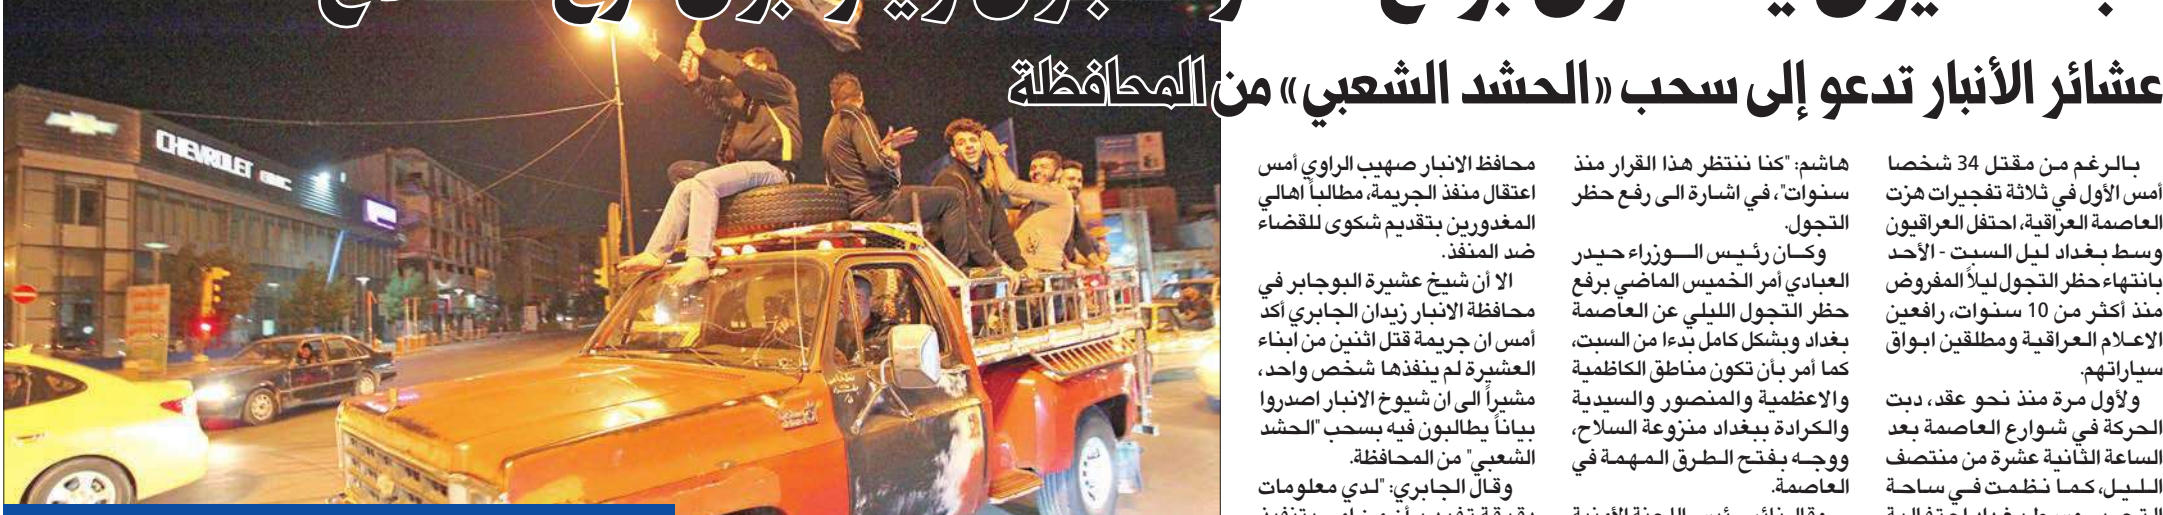 عشائر الأنبار تدعو إلى سحب «الحشد الشعبي» من المحافظة
بالرغم من مقتل 34 شخصا
أمس الأول في ثلاثة تفجيرات هزت
العاصمة العراقية، احتفل العراقيون
وسط بغداد ليل السبت - الأحد
بانتهاء حظر التجول ليلاً المفروض
منذ أكثر من 10 سنوات، رافعين
الاعلام العراقية ومطلقين ابواق
سياراتهم.
ولأول مرة منذ نحو عقد، دبت
الحركة في شوارع العاصمة بعد
الساعة الثانية عشرة من منتصف
الليل، كما نظمت في ساحة
هاشم: "كنا ننتظر هذا القرار منذ
سنوات"، في اشارة الى رفع حظر
التجول.
وكان رئيس الوزراء حيدر
العبادي أمر الخميس الماضي برفع
حظر التجول الليلي عن العاصمة
بغداد وبشكل كامل بدءا من السبت،
كما أمر بأن تكون مناطق الكاظمية
والاعظمية والمنصور والسيدية
والكرادة ببغداد منزوعة السلاح،
ووجه بفتح الطرق المهمة في
العاصمة.
محافظ الانبار صهيب الراوي أمس
اعتقال منفذ الجريمة، مطالباً اهالي
المغدورين بتقديم شكوى للقضاء
ضد المنفذ.
الا أن شيخ عشيرة البوجابر في
محافظة الانبار زيدان الجابري أكد
أمس ان جريمة قتل اثنين من ابناء
العشيرة لم ينفذها شخص واحد،
مشيراً الى ان شيوخ الانبار اصدروا
بياناً يطالبون فيه بسحب "الحشد
الشعبي" من المحافظة.
وقال الجابري: "لدي معلومات
CHEVROLET GMC